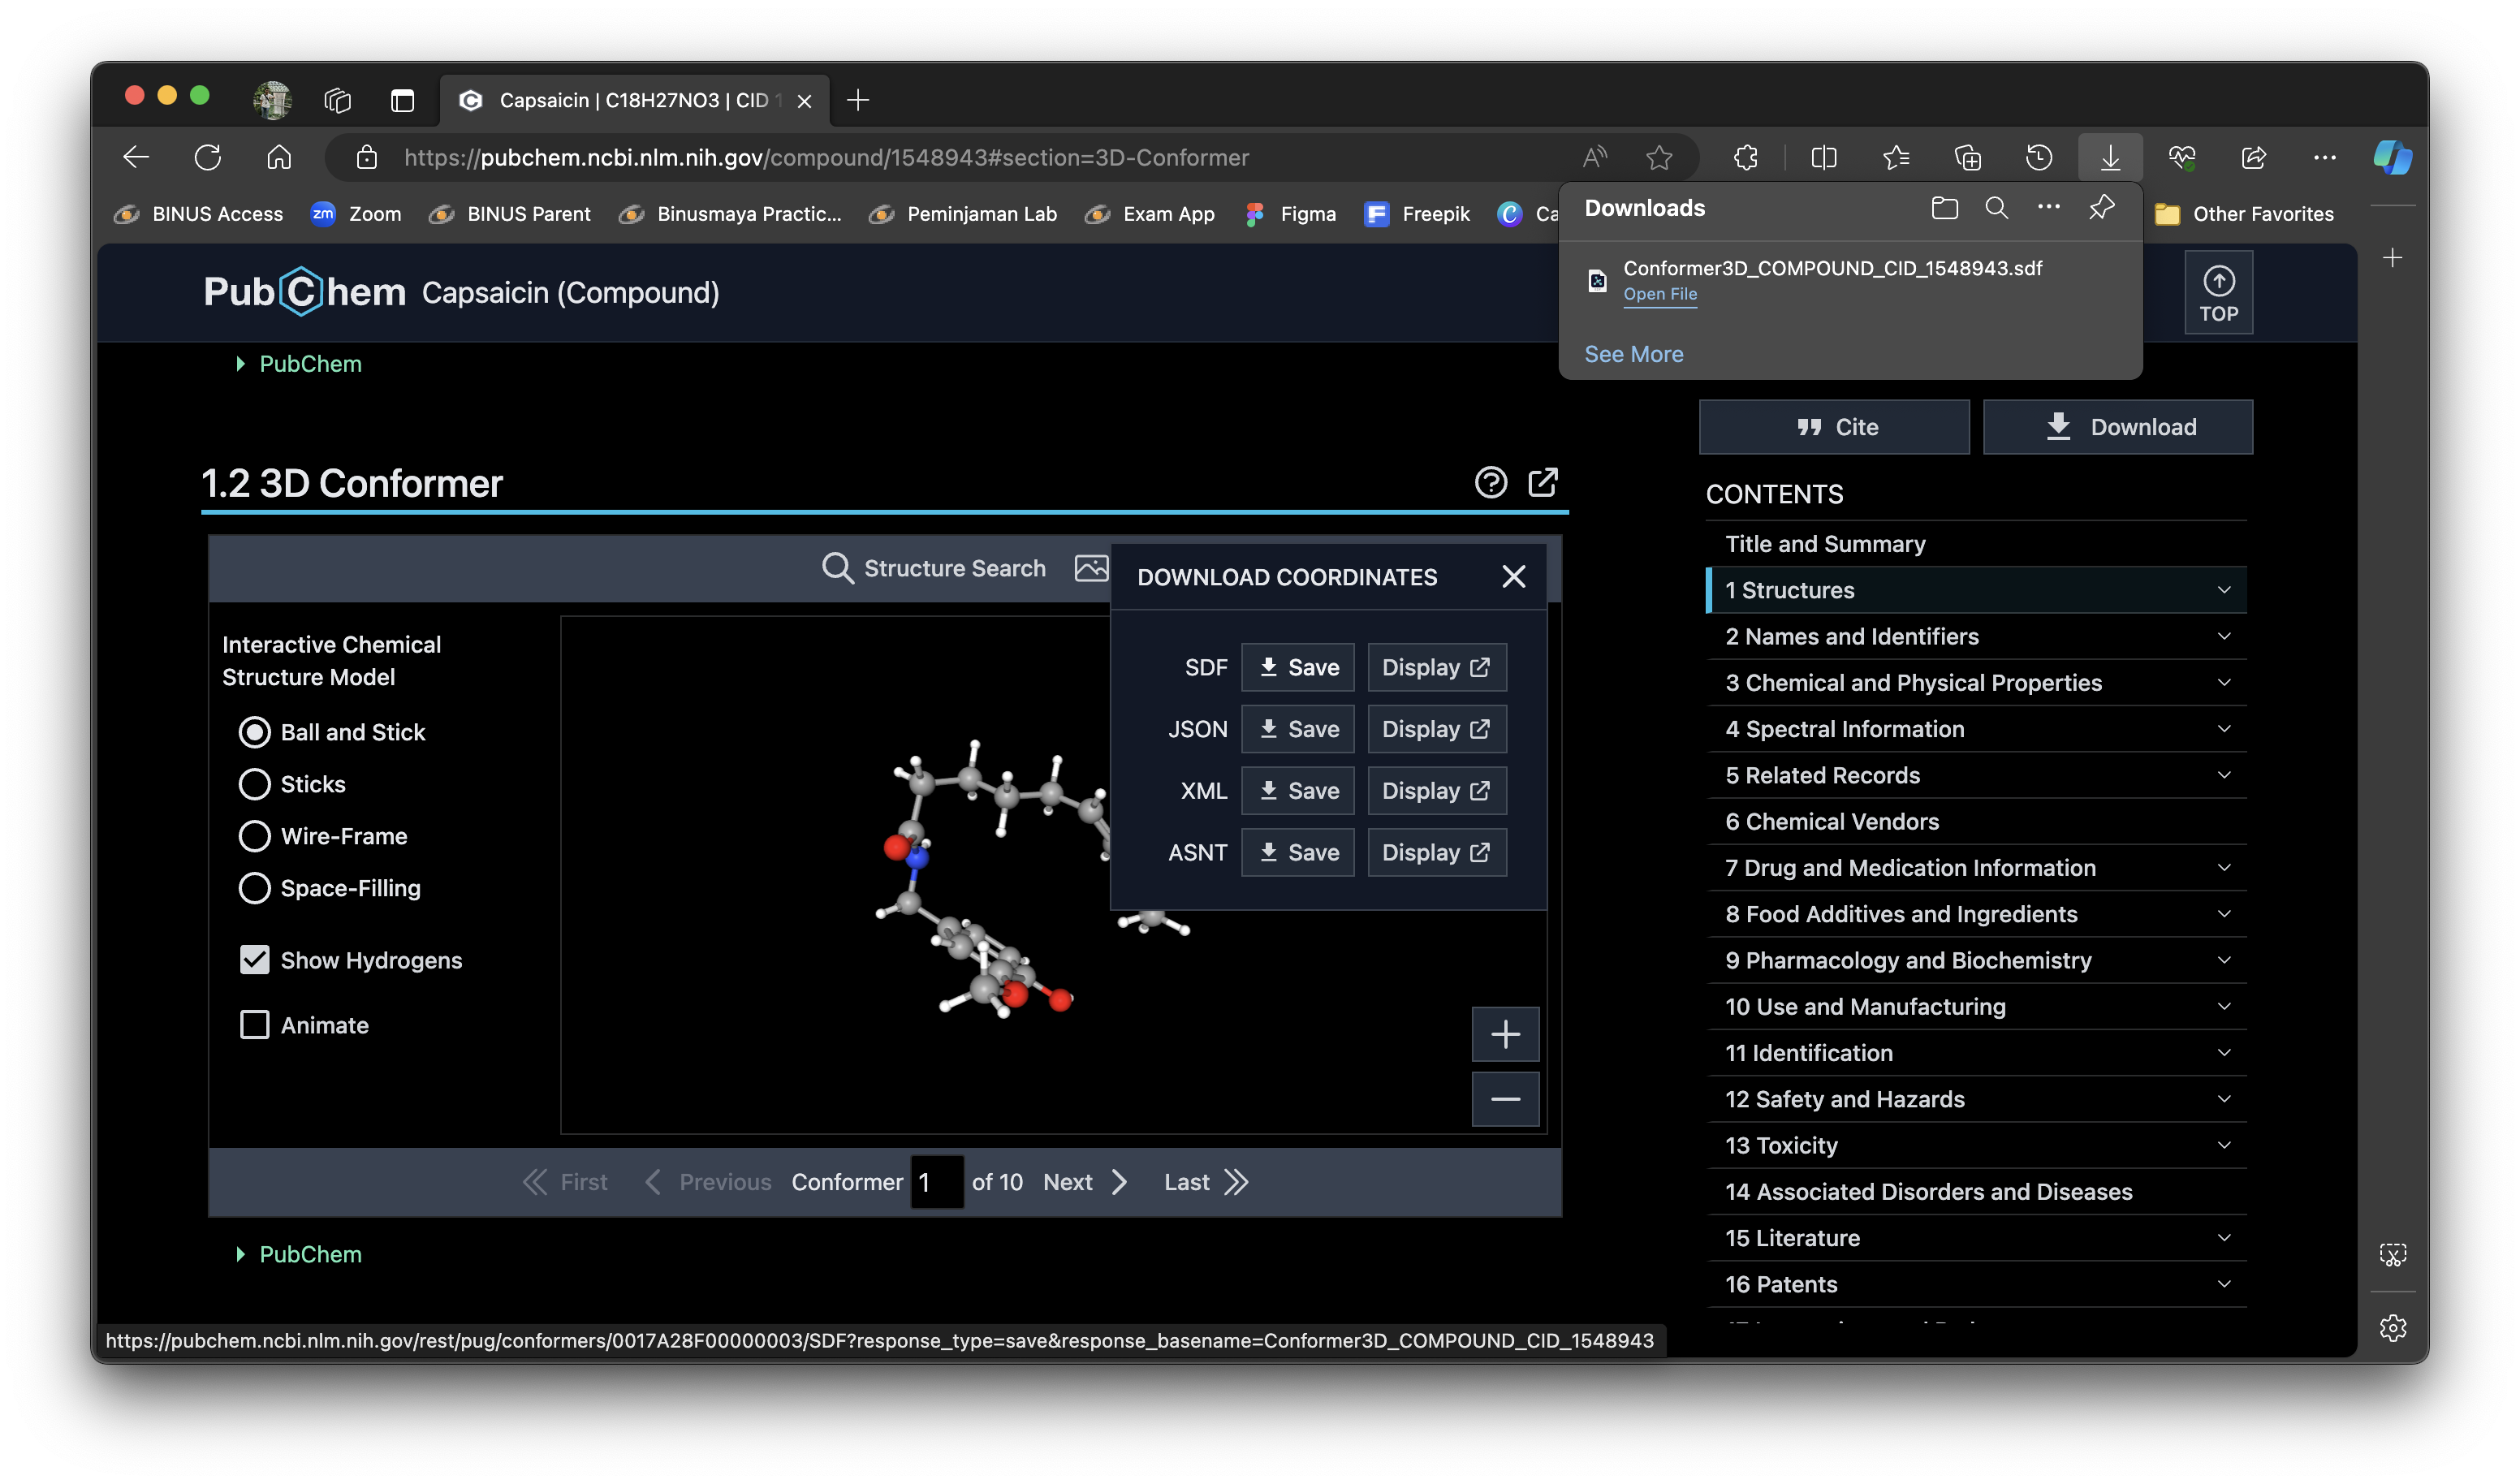 Capsaicin | C18H27NO3 | CID 1
https://pubchem.ncbi.nlm.nih.gov/compound/1548943#section=3D-Conformer
BINUS Access
zm Zoom
BINUS Parent
Binusmaya Practic...
Peminjaman Lab
Exam App
Figma
Freepik
Ca
Other Favorites
Downloads
Conformer3D_COMPOUND_CID_1548943.sdf
Open File
See More
PubChem Capsaicin (Compound)
TOP
PubChem
Cite
Download
1.2 3D Conformer
CONTENTS
Title and Summary
1 Structures
2 Names and Identifiers
3 Chemical and Physical Properties
4 Spectral Information
5 Related Records
6 Chemical Vendors
7 Drug and Medication Information
8 Food Additives and Ingredients
9 Pharmacology and Biochemistry
10 Use and Manufacturing
11 Identification
12 Safety and Hazards
13 Toxicity
14 Associated Disorders and Diseases
15 Literature
16 Patents
Structure Search
DOWNLOAD COORDINATES
SDF Save Display
JSON Save Display
XML Save Display
ASNT Save Display
Interactive Chemical
Structure Model
Ball and Stick
Sticks
Wire-Frame
Space-Filling
Show Hydrogens
Animate
First Previous Conformer 1 of 10 Next Last
PubChem
https://pubchem.ncbi.nlm.nih.gov/rest/pug/conformers/0017A28F00000003/SDF?response_type=save&response_basename=Conformer3D_COMPOUND_CID_1548943